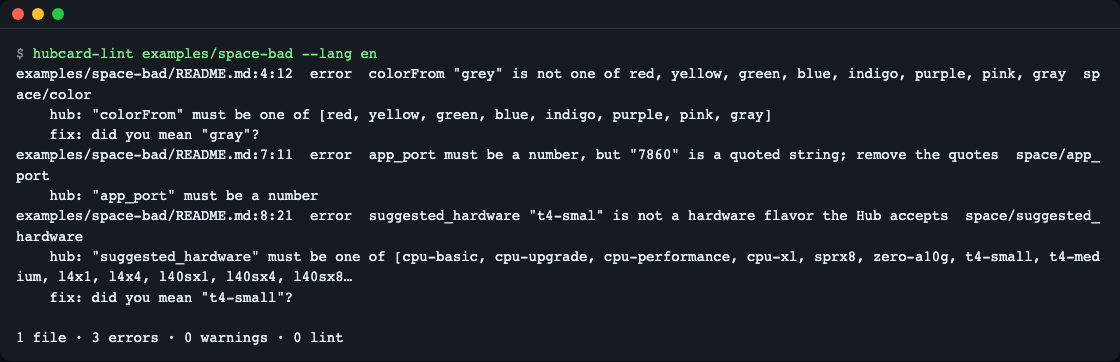 $ hubcard-lint examples/space-bad --lang en
examples/space-bad/README.md:4:12  error  colorFrom "grey" is not one of red, yellow, green, blue, indigo, purple, pink, gray  sp
ace/color
    hub: "colorFrom" must be one of [red, yellow, green, blue, indigo, purple, pink, gray]
    fix: did you mean "gray"?
examples/space-bad/README.md:7:11  error  app_port must be a number, but "7860" is a quoted string; remove the quotes  space/app_
port
    hub: "app_port" must be a number
examples/space-bad/README.md:8:21  error  suggested_hardware "t4-smal" is not a hardware flavor the Hub accepts  space/suggested_
hardware
    hub: "suggested_hardware" must be one of [cpu-basic, cpu-upgrade, cpu-performance, cpu-xl, sprx8, zero-a10g, t4-small, t4-med
ium, l4x1, l4x4, l40sx1, l40sx4, l40sx8…
    fix: did you mean "t4-small"?
1 file · 3 errors · 0 warnings · 0 lint